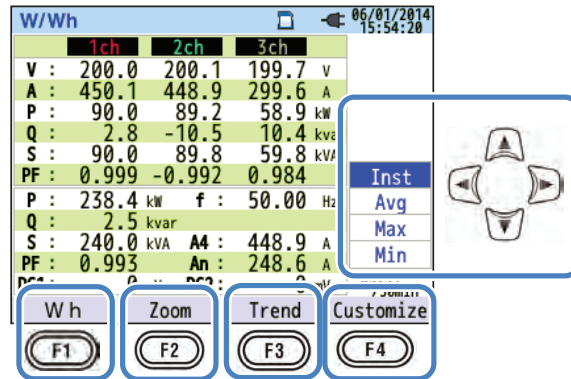 W/Wh 06/01/2014
15:54:20
1ch 2ch 3ch
V : 200.0 200.1 199.7 V
A : 450.1 448.9 299.6 A
P : 90.0 89.2 58.9 kW
Q : 2.8 -10.5 10.4 kva
S : 90.0 89.8 59.8 kVA
PF: 0.999 -0.992 0.984
P : 238.4 kW f : 50.00 Hz
Q : 2.5 kvar
S : 240.0 kVA A4 : 448.9 A
PF: 0.993 An : 248.6 A
Inst
Avg
Max
Min
Wh Zoom Trend Customize
F1 F2 F3 F4